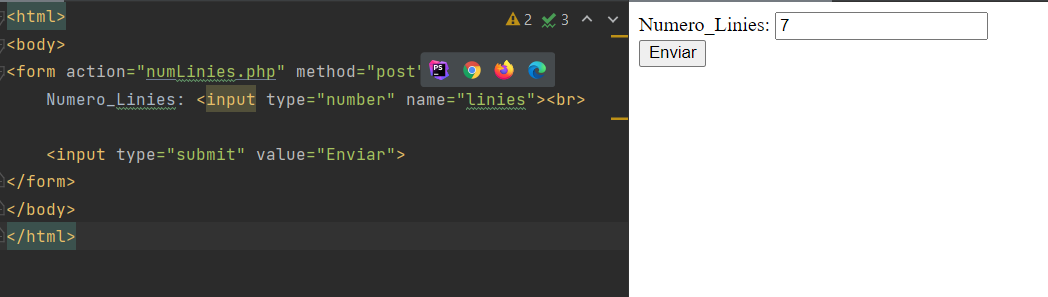 <html>
2 3
<body>
<form action="numLinies.php" method="post"
PS
Numero_Linies: <input type="number" name="linies"><br>
<input type="submit" value="Enviar">
</form>
</body>
</html>
Numero_Linies: 7
Enviar